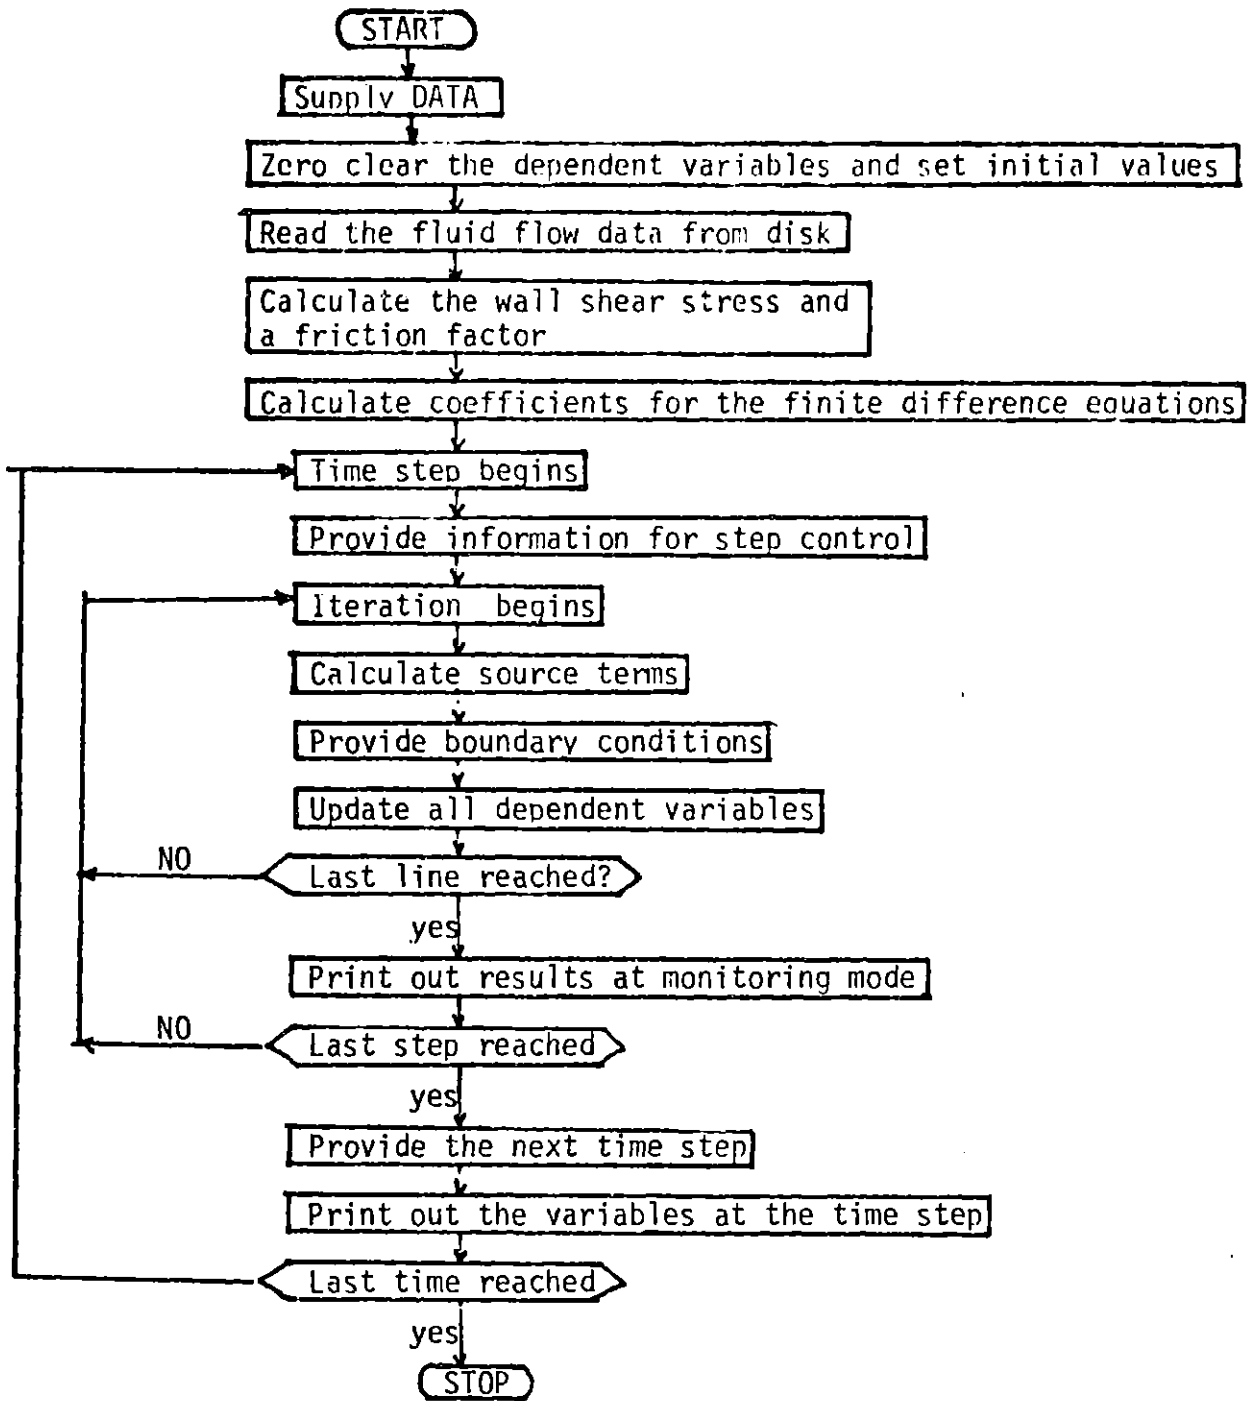 START
Supply DATA
Zero clear the dependent variables and set initial values
Read the fluid flow data from disk
Calculate the wall shear stress and
a friction factor
Calculate coefficients for the finite difference equations
Time step begins
Provide information for step control
Iteration begins
Calculate source terms
Provide boundary conditions
Update all dependent variables
NO
Last line reached?
yes
Print out results at monitoring mode
NO
Last step reached
yes
Provide the next time step
Print out the variables at the time step
Last time reached
yes
STOP